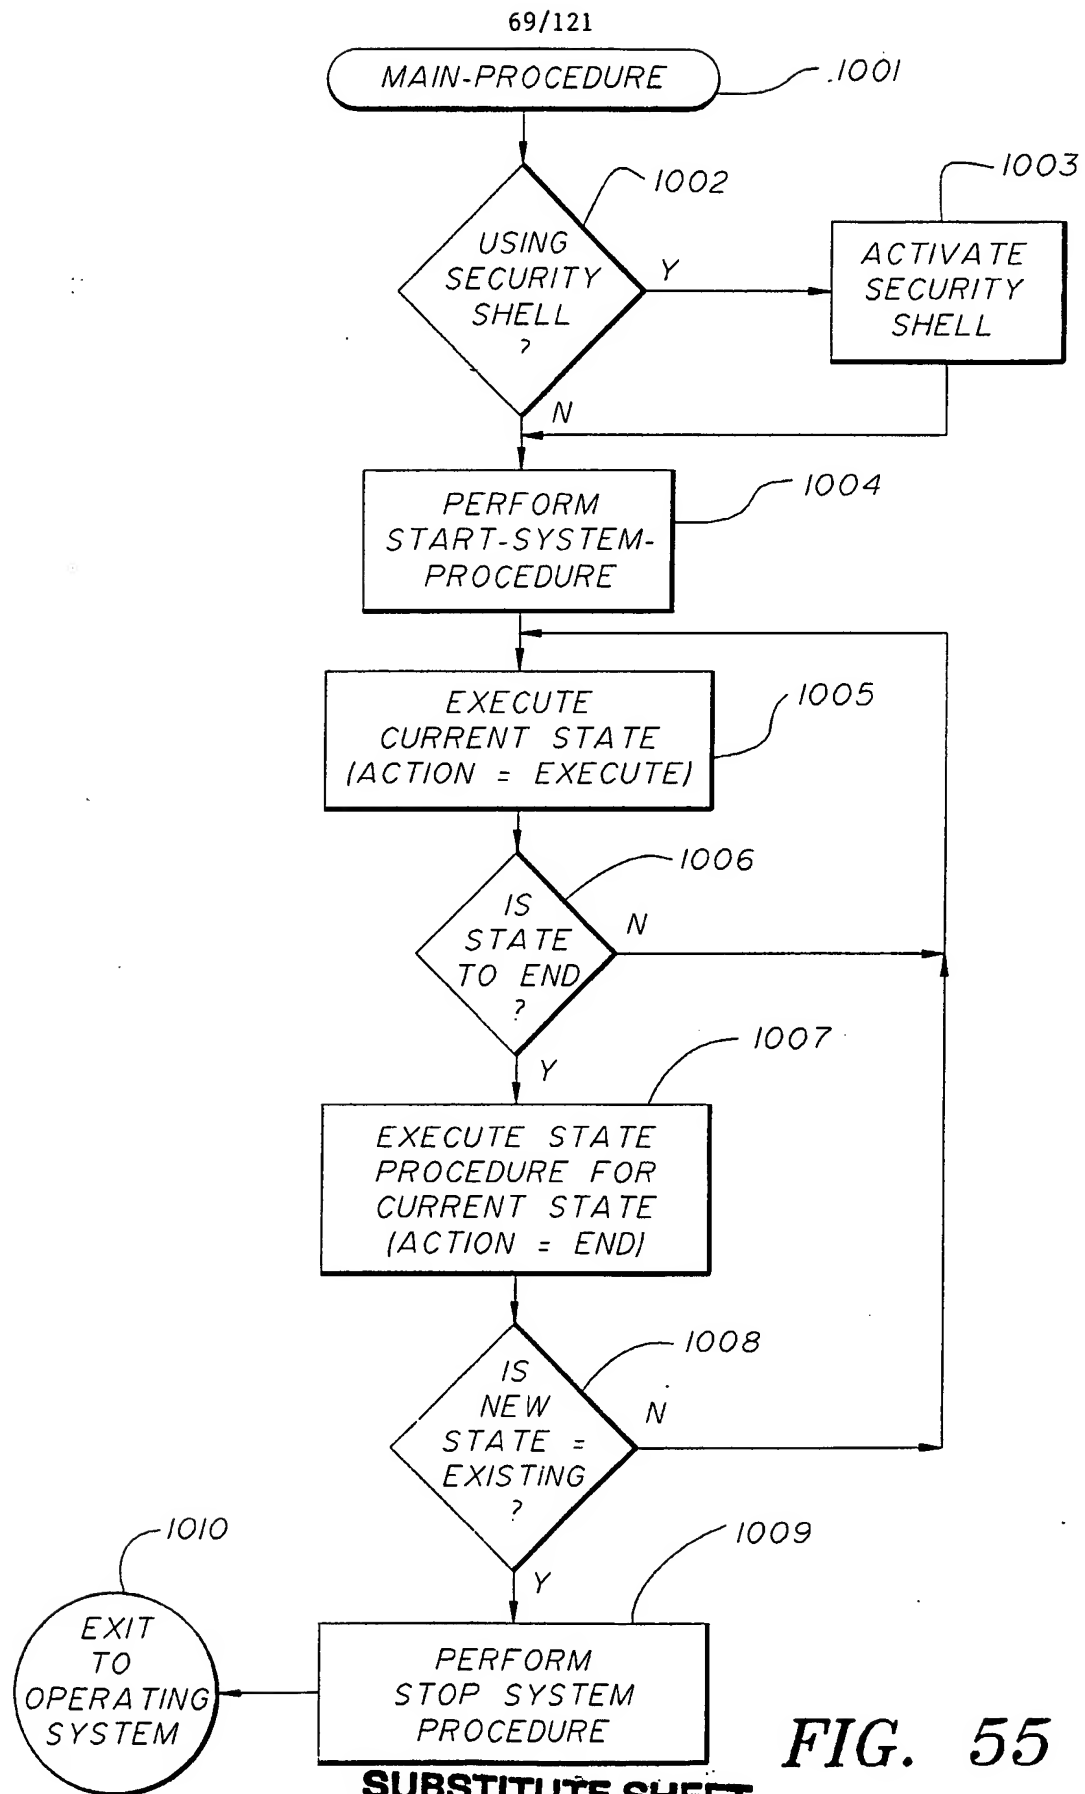 69/121
MAIN-PROCEDURE
1001
1002
1003
USING
SECURITY
SHELL
?
Y
ACTIVATE
SECURITY
SHELL
N
1004
PERFORM
START-SYSTEM-
PROCEDURE
1005
EXECUTE
CURRENT STATE
(ACTION = EXECUTE)
1006
IS
STATE
TO END
?
N
Y
1007
EXECUTE STATE
PROCEDURE FOR
CURRENT STATE
(ACTION = END)
1008
IS
NEW
STATE =
EXISTING
?
N
Y
1009
1010
EXIT
TO
OPERATING
SYSTEM
PERFORM
STOP SYSTEM
PROCEDURE
FIG. 55
SUBSTITUTE SHEET